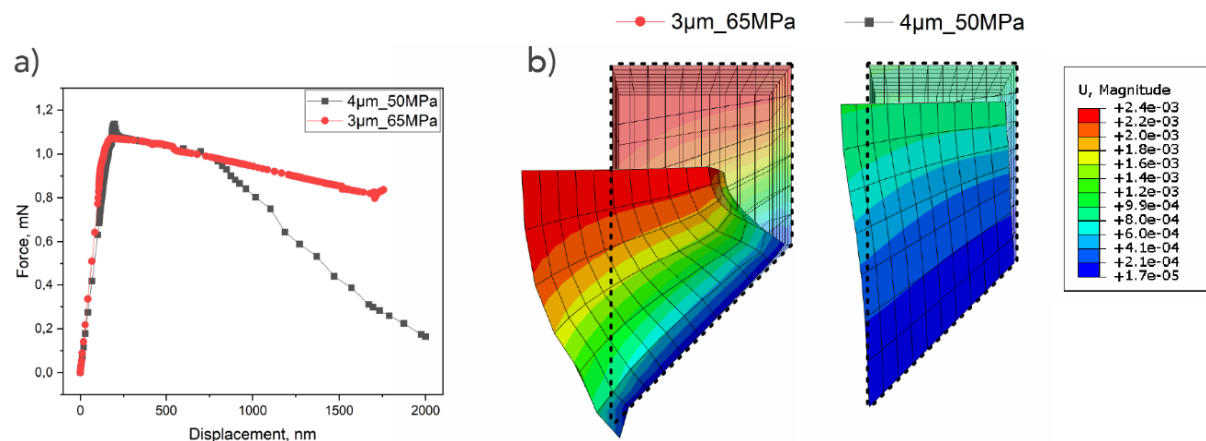 3µm_65MPa
4µm_50MPa
a)
b)
1,2
1,0
0,8
0,6
0,4
0,2
0,0
Force, mN
4µm_50MPa
3µm_65MPa
0
500
1000
1500
2000
Displacement, nm
U, Magnitude
+2.4e-03
+2.2e-03
+2.0e-03
+1.8e-03
+1.6e-03
+1.4e-03
+1.2e-03
+9.9e-04
+8.0e-04
+6.0e-04
+4.1e-04
+2.1e-04
+1.7e-05